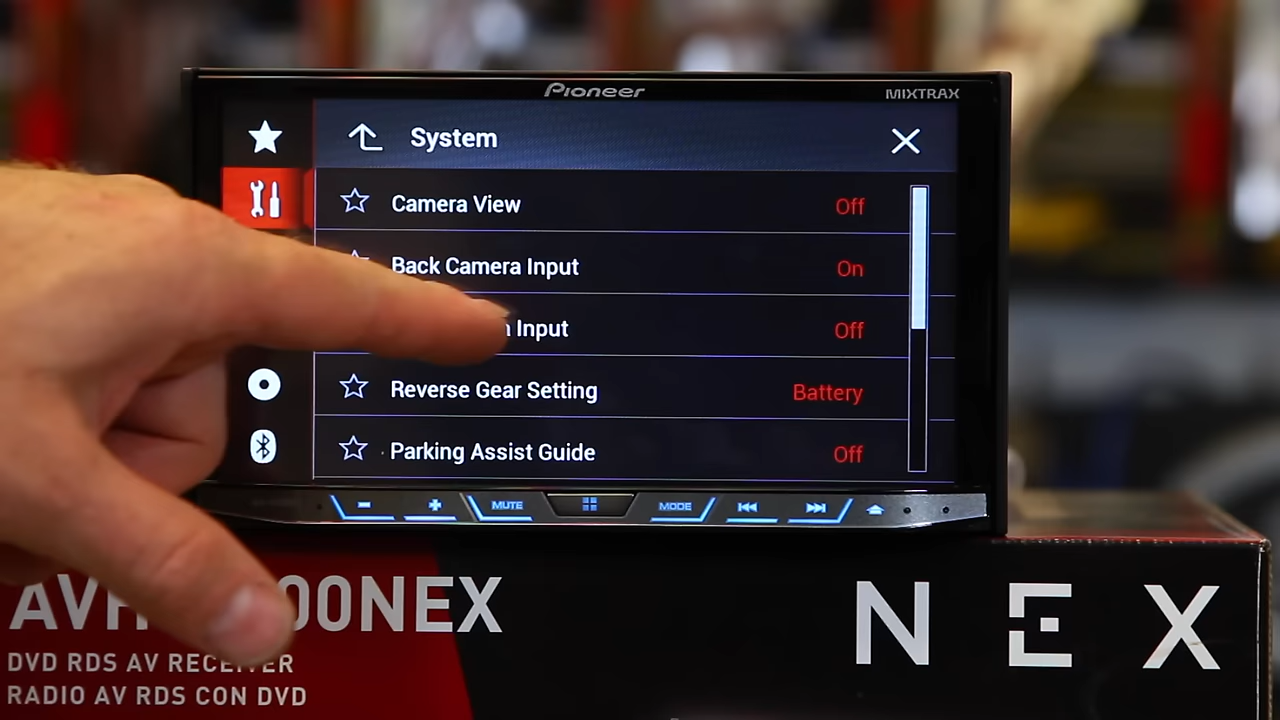 Pioneer
MIXTRAX
System
Camera View Off
Back Camera Input On
Input Off
Reverse Gear Setting Battery
Parking Assist Guide Off
MUTE
MODE
NEX
N E X
DVD RDS AV RECEIVER
RADIO AV RDS CON DVD